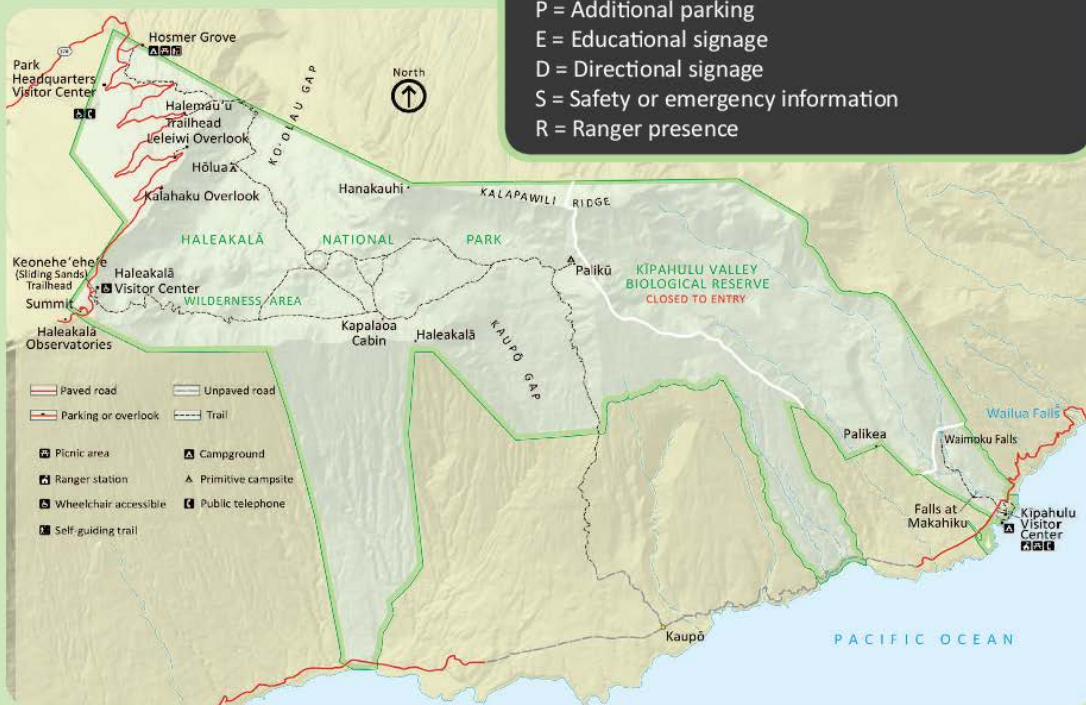 P = Additional parking
E = Educational signage
D = Directional signage
S = Safety or emergency information
R = Ranger presence
Hosmer Grove
Park
Headquarters
Visitor Center
North
KO‘OLAU GAP
Halemau‘u
Trailhead
Leleiwi Overlook
Hōlua
Kalahaku Overlook
Hanakauhi
KALAPAWILI RIDGE
HALEAKALĀ NATIONAL PARK
Keonehe‘ehe‘e
(Sliding Sands)
Trailhead
Haleakalā
Visitor Center
Summit
WILDERNESS AREA
Haleakalā
Observatories
Palikū
KĪPAHULU VALLEY
BIOLOGICAL RESERVE
CLOSED TO ENTRY
Kapalaoa
Cabin
Haleakalā
KAUPŌ GAP
Paved road
Unpaved road
Parking or overlook
Trail
Picnic area
Campground
Ranger station
Primitive campsite
Wheelchair accessible
Public telephone
Self-guiding trail
Wailua Falls
Palikea
Waimoku Falls
Falls at
Makahiku
Kīpahulu
Visitor
Center
Kaupō
PACIFIC OCEAN